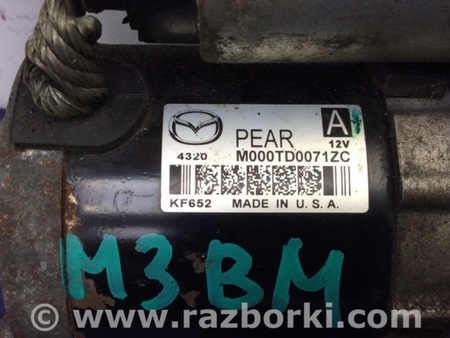 PEAR
A
12V
4320 M000TD0071ZC
KF652 MADE IN U.S.A.
M3BM
www.razborki.com